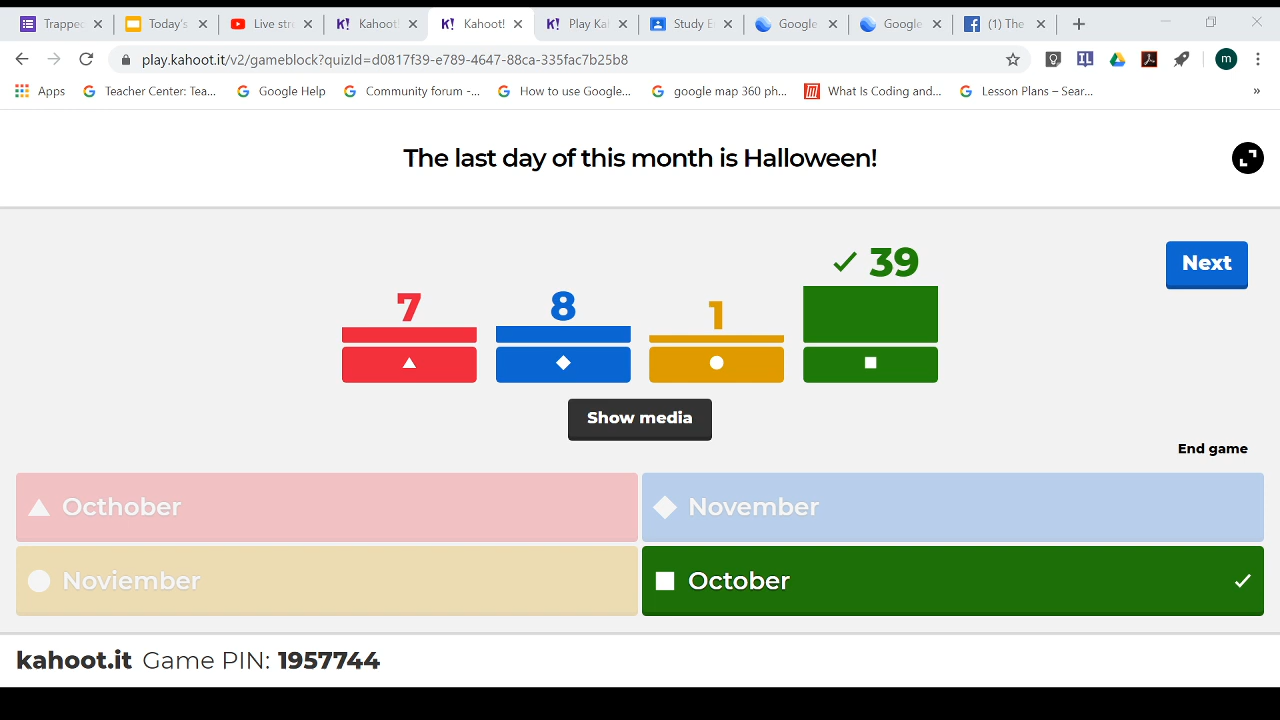 Trapped Today's Live str Kahoot! Kahoot! Play Ka Study E Google Google (1) The
play.kahoot.it/v2/gameblock?quizId=d0817f39-e799-4647-88ca-335fac7b25b8 IL m
Apps Teacher Center: Tea... Google Help Community forum -... How to use Google... google map 360 ph... What Is Coding and... Lesson Plans – Sear... »
The last day of this month is Halloween!
7 8 1 39
Next
Show media
End game
Octhober November
Noviember October
kahoot.it Game PIN: 1957744